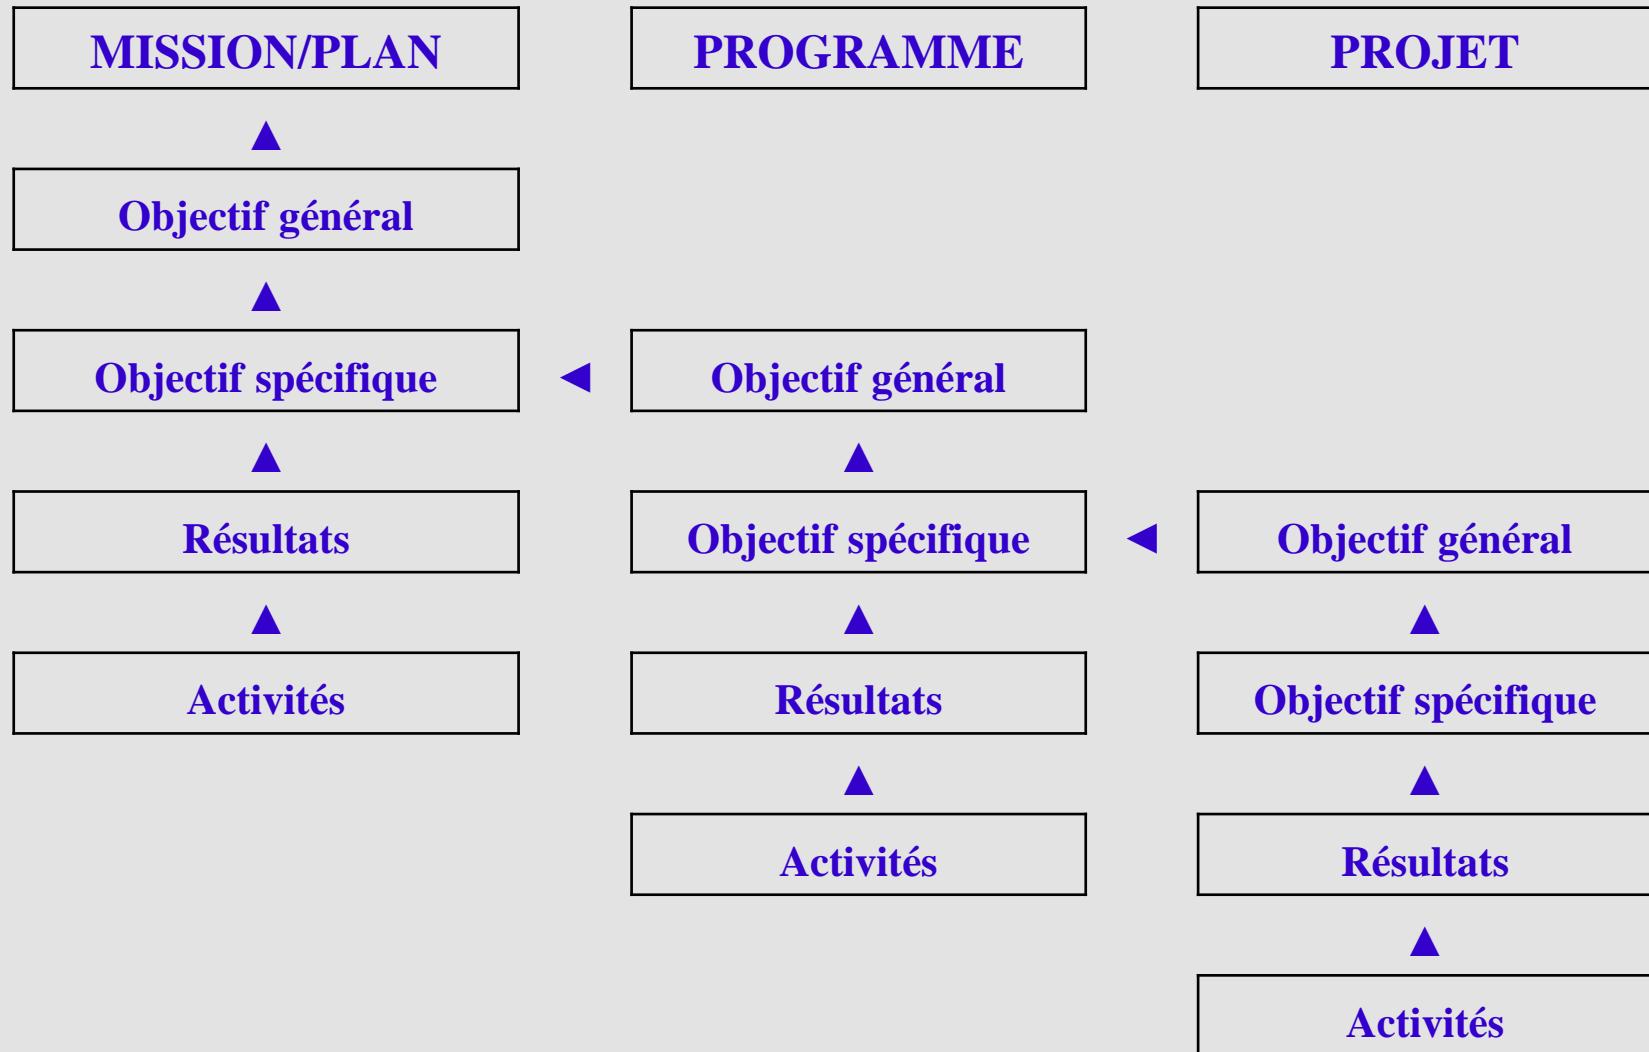 MISSION/PLAN PROGRAMME PROJET
Objectif général
Objectif spécifique Objectif général
Résultats Objectif spécifique Objectif général
Activités Résultats Objectif spécifique
Activités Résultats
Activités